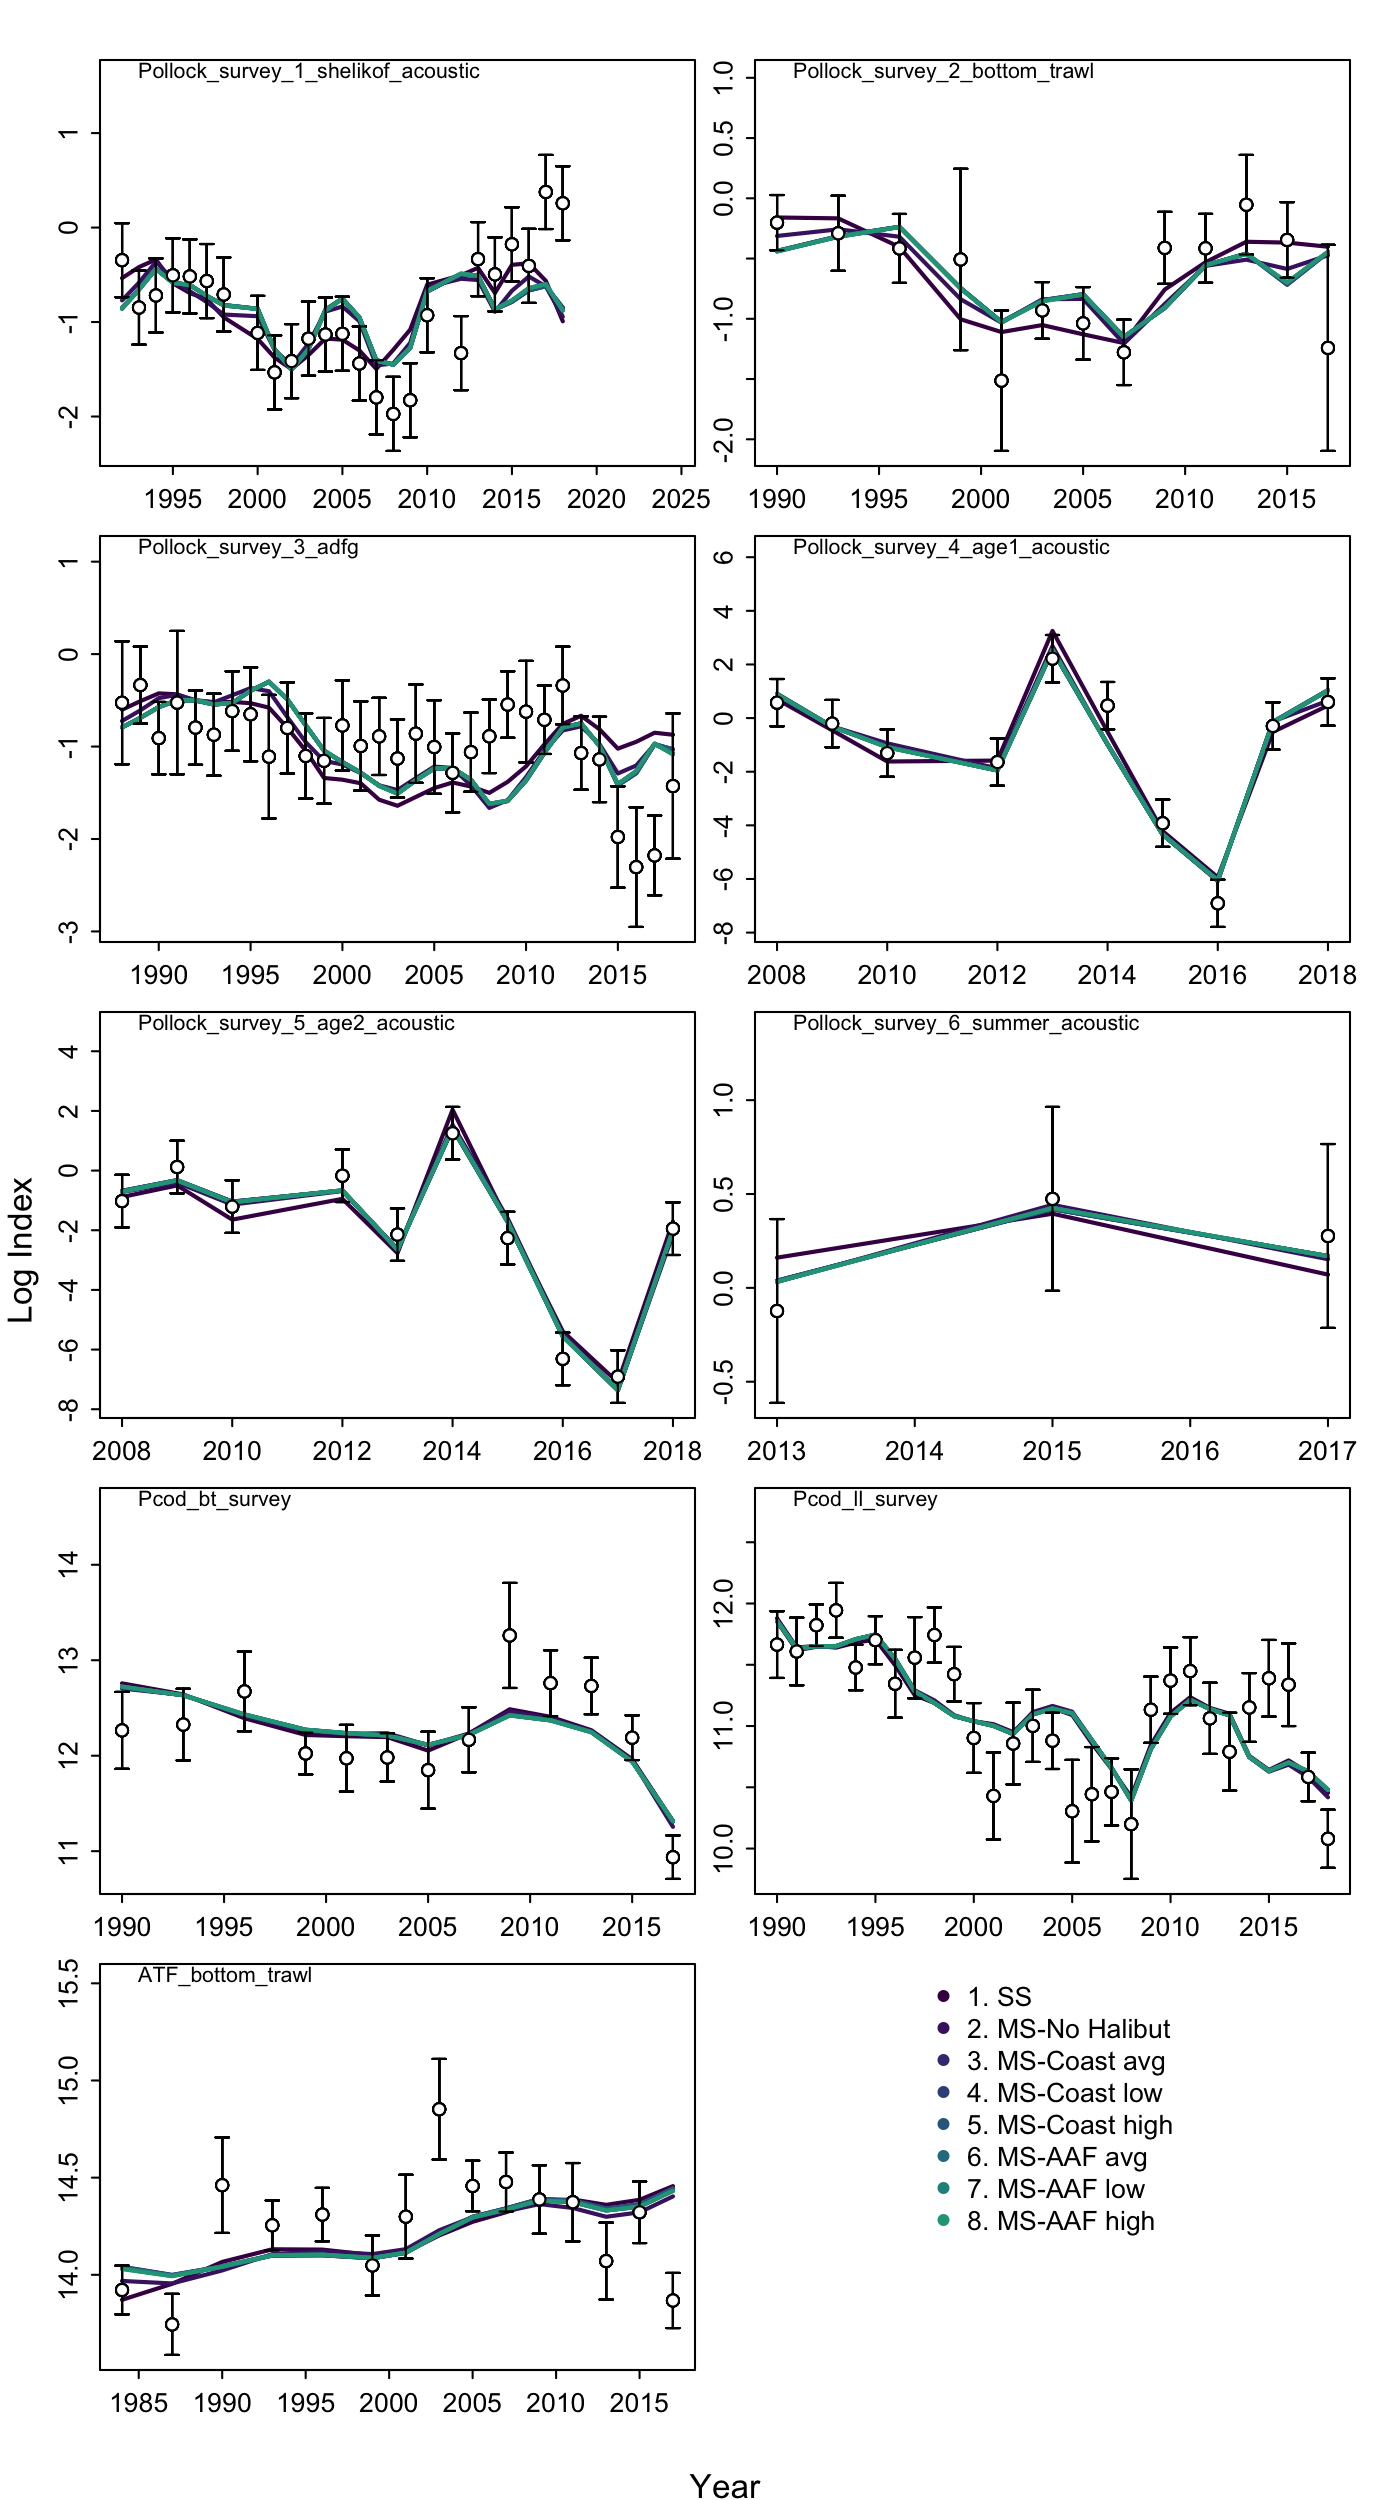 Pollock_survey_1_shelikof_acoustic
1
0
-1
-2
1995 2000 2005 2010 2015 2020 2025
Pollock_survey_2_bottom_trawl
1.0
0.5
0.0
-1.0
-2.0
1990 1995 2000 2005 2010 2015
Pollock_survey_3_adfg
1
0
-1
-2
-3
1990 1995 2000 2005 2010 2015
Pollock_survey_4_age1_acoustic
6
4
2
0
-2
-4
-6
-8
2008 2010 2012 2014 2016 2018
Pollock_survey_5_age2_acoustic
4
2
0
-2
-4
-6
-8
2008 2010 2012 2014 2016 2018
Pollock_survey_6_summer_acoustic
1.0
0.5
0.0
-0.5
2013 2014 2015 2016 2017
Log Index
Pcod_bt_survey
14
13
12
11
1990 1995 2000 2005 2010 2015
Pcod_ll_survey
12.0
11.0
10.0
1990 1995 2000 2005 2010 2015
ATF_bottom_trawl
15.5
15.0
14.5
14.0
1985 1990 1995 2000 2005 2010 2015
1. SS
2. MS-No Halibut
3. MS-Coast avg
4. MS-Coast low
5. MS-Coast high
6. MS-AAF avg
7. MS-AAF low
8. MS-AAF high
Year